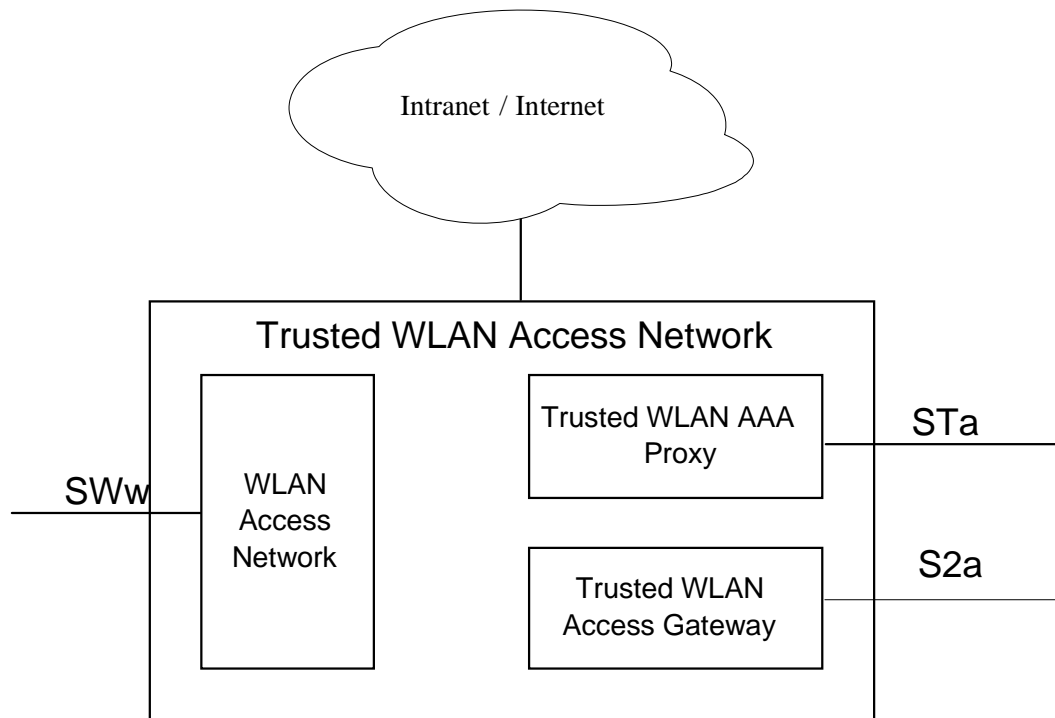 Intranet / Internet
Trusted WLAN Access Network
Trusted WLAN AAA
Proxy
STa
SWw
WLAN
Access
Network
S2a
Trusted WLAN
Access Gateway